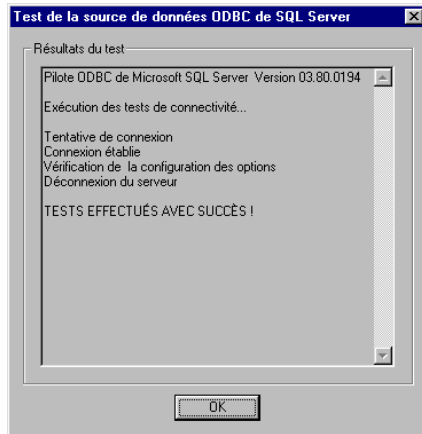 Test de la source de données ODBC de SQL Server
Résultats du test
Pilote ODBC de Microsoft SQL Server Version 03.80.0194
Exécution des tests de connectivité...
Tentative de connexion
Connexion établie
Vérification de la configuration des options
Déconnexion du serveur
TESTS EFFECTUÉS AVEC SUCCÈS !
OK